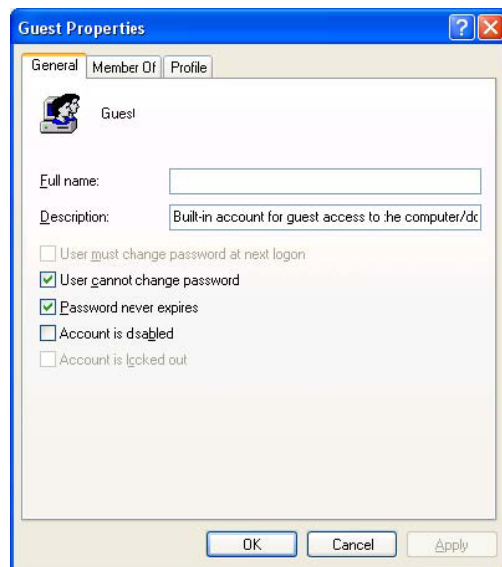 Guest Properties
General Member Of Profile
Guest
Full name:
Description: Built-in account for guest access to the computer/dc
User must change password at next logon
User cannot change password
Password never expires
Account is disabled
Account is locked out
OK Cancel Apply